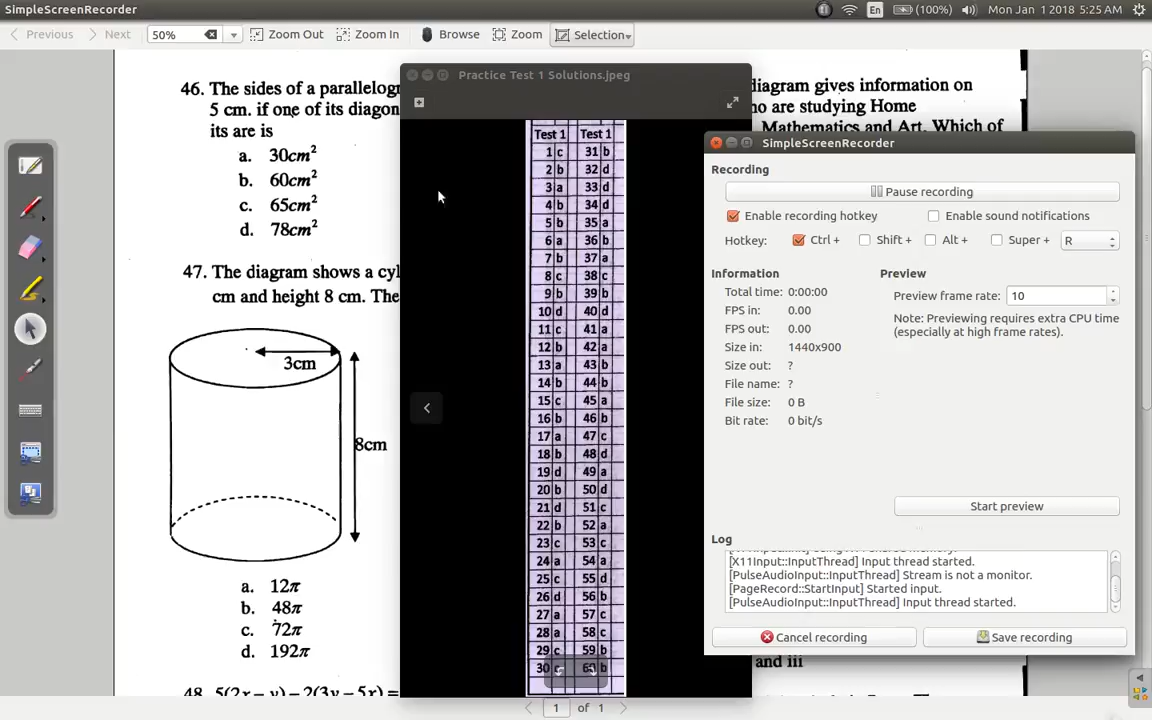 SimpleScreenRecorder
En
(100%)
Mon Jan 1 2018 5:25 AM
Previous
Next
50%
Zoom Out
Zoom In
Browse
Zoom
Selection
46. The sides of a parallelogr
5 cm. if one of its diagon
its are is
a. 30cm²
b. 60cm²
c. 65cm²
d. 78cm²
47. The diagram shows a cyl
cm and height 8 cm. The
3cm
8cm
a. 12π
b. 48π
c. 72π
d. 192π
48. 5(2x − y) − 2(3y − 5x) =
Practice Test 1 Solutions.jpeg
Test 1 Test 1
1 c 31 b
2 b 32 d
3 a 33 d
4 b 34 d
5 b 35 a
6 a 36 b
7 b 37 a
8 c 38 c
9 b 39 b
10 d 40 d
11 c 41 a
12 b 42 a
13 a 43 b
14 b 44 b
15 c 45 a
16 b 46 b
17 a 47 c
18 b 48 d
19 d 49 a
20 b 50 d
21 d 51 c
22 b 52 a
23 c 53 c
24 a 54 a
25 c 55 d
26 d 56 b
27 a 57 c
28 a 58 c
29 c 59 b
30 60 b
1 of 1
diagram gives information on
ho are studying Home
Mathematics and Art. Which of
SimpleScreenRecorder
Recording
Pause recording
Enable recording hotkey
Enable sound notifications
Hotkey: Ctrl + Shift + Alt + Super + R
Information
Total time: 0:00:00
FPS in: 0.00
FPS out: 0.00
Size in: 1440x900
Size out: ?
File name: ?
File size: 0 B
Bit rate: 0 bit/s
Preview
Preview frame rate: 10
Note: Previewing requires extra CPU time
(especially at high frame rates).
Start preview
Log
[X11Input::InputThread] Input thread started.
[PulseAudioInput::InputThread] Stream is not a monitor.
[PageRecord::StartInput] Started input.
[PulseAudioInput::InputThread] Input thread started.
Cancel recording
Save recording
and iii